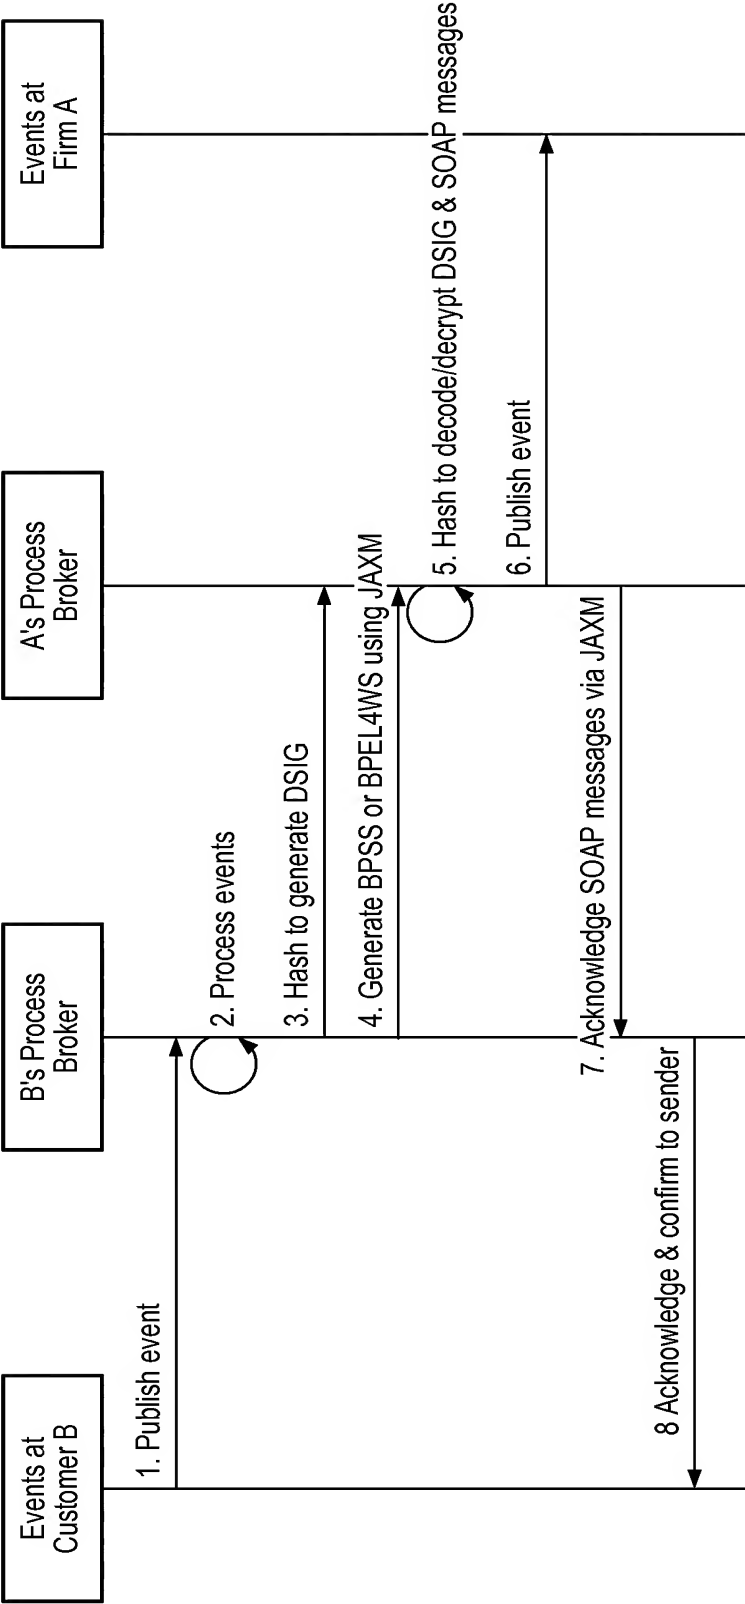 Events at
Customer B
B's Process
Broker
A's Process
Broker
Events at
Firm A
1. Publish event
2. Process events
3. Hash to generate DSIG
4. Generate BPSS or BPEL4WS using JAXM
5. Hash to decode/decrypt DSIG & SOAP messages
6. Publish event
7. Acknowledge SOAP messages via JAXM
8 Acknowledge & confirm to sender